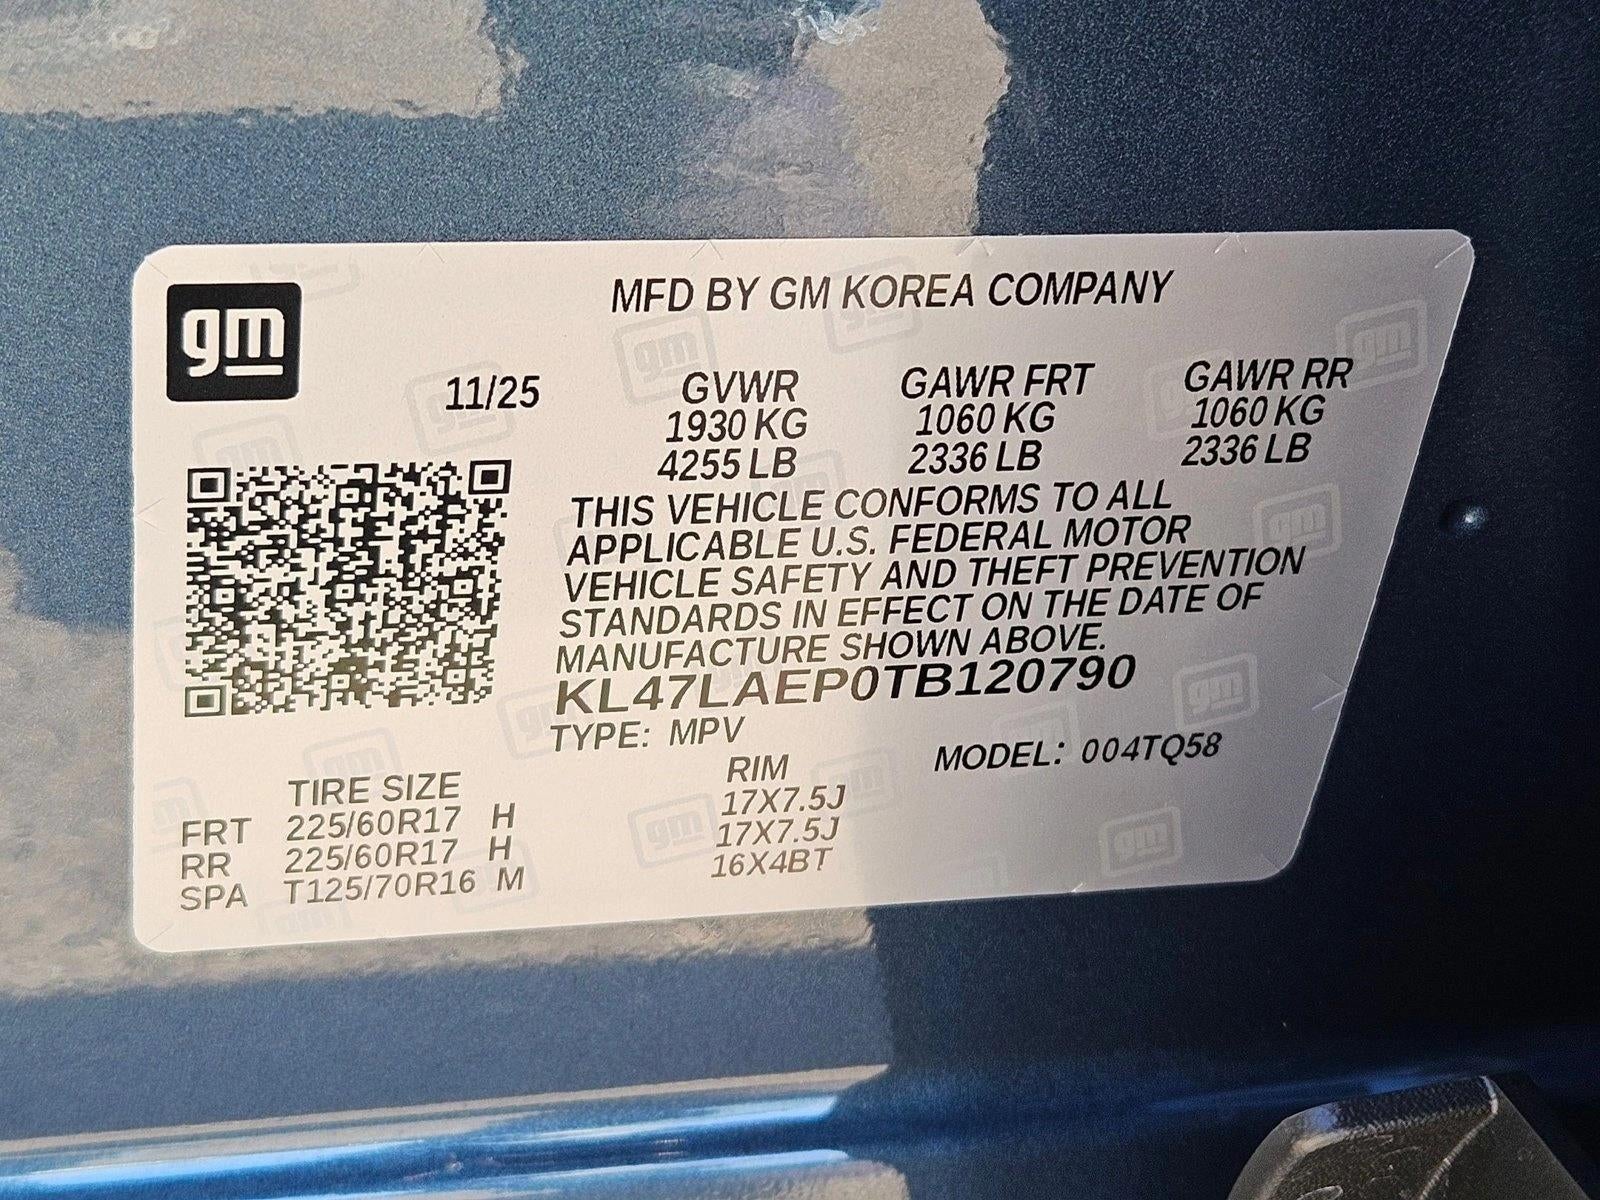 gm
MFD BY GM KOREA COMPANY
11/25 GVWR GAWR FRT GAWR RR
1930 KG 1060 KG 1060 KG
4255 LB 2336 LB 2336 LB
THIS VEHICLE CONFORMS TO ALL
APPLICABLE U.S. FEDERAL MOTOR
VEHICLE SAFETY AND THEFT PREVENTION
STANDARDS IN EFFECT ON THE DATE OF
MANUFACTURE SHOWN ABOVE.
KL47LAEP0TB120790
TYPE: MPV MODEL: 004TQ58
TIRE SIZE RIM
FRT 225/60R17 H 17X7.5J
RR 225/60R17 H 17X7.5J
SPA T125/70R16 M 16X4BT